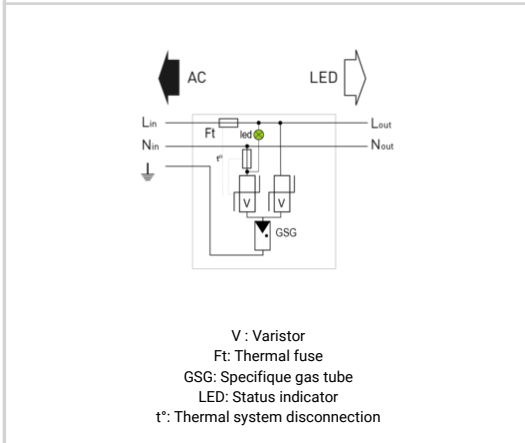 AC
LED
Lin
Lout
Ft
led
Nin
Nout
t°
V
V
GSG
V : Varistor
Ft: Thermal fuse
GSG: Specifique gas tube
LED: Status indicator
t°: Thermal system disconnection